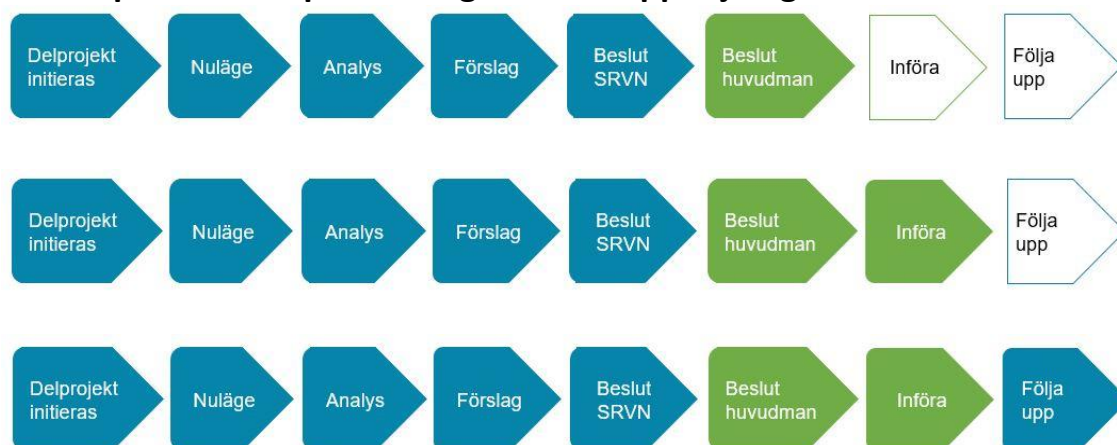 Delprojekt
initieras
Nuläge
Analys
Förslag
Beslut
SRVN
Beslut
huvudman
Införa
Följa
upp
Delprojekt
initieras
Nuläge
Analys
Förslag
Beslut
SRVN
Beslut
huvudman
Införa
Följa
upp
Delprojekt
initieras
Nuläge
Analys
Förslag
Beslut
SRVN
Beslut
huvudman
Införa
Följa
upp